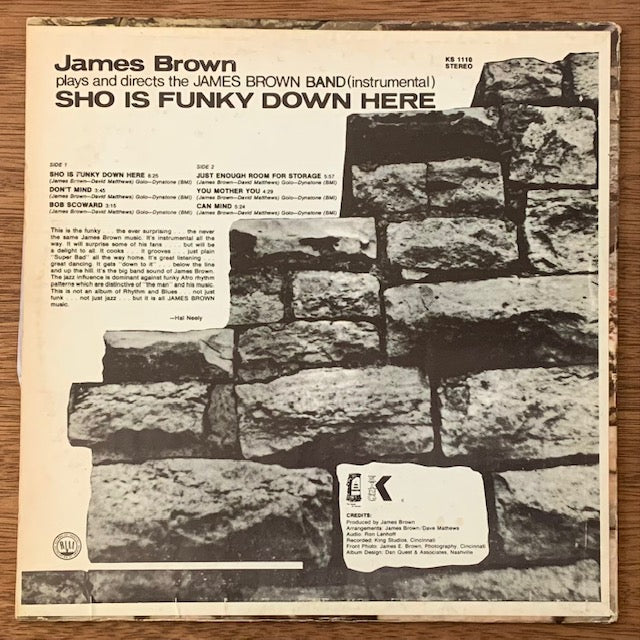 James Brown
plays and directs the JAMES BROWN BAND (instrumental)
SHO IS FUNKY DOWN HERE
KS 1110
STEREO
SIDE 1
SHO IS FUNKY DOWN HERE 8:25
(James Brown—David Matthews) Golo—Dynatone (BMI)
DON'T MIND 3:45
(James Brown—David Matthews) Golo—Dynatone (BMI)
BOB SCOWARD 3:15
(James Brown—David Matthews) Golo—Dynatone (BMI)
SIDE 2
JUST ENOUGH ROOM FOR STORAGE 5:57
(James Brown—David Matthews) Golo—Dynatone (BMI)
YOU MOTHER YOU 4:29
(James Brown—David Matthews) Golo—Dynatone (BMI)
CAN MIND 5:24
(James Brown—David Matthews) Golo—Dynatone (BMI)
This is the funky . . . the ever surprising . . . the never
the same James Brown music. It's instrumental all the
way. It will surprise some of his fans . . . but will be
a delight to all. It cooks . . . it grooves . . . just plain
"Super Bad" all the way home. It's great listening . . .
great dancing. It gets "down to it" . . . below the line
and up the hill. It's the big band sound of James Brown.
The jazz influence is dominant against funky Afro rhythm
patterns which are distinctive of "the man" and his music.
This is not an album of Rhythm and Blues . . . not just
funk . . . not just jazz . . . but it is all JAMES BROWN
music.
—Hal Neely
K
CREDITS:
Produced by James Brown
Arrangements: James Brown/Dave Mathews
Audio: Ron Lenhoff
Recorded: King Studios, Cincinnati
Front Photo: James E. Brown, Photography, Cincinnati
Album Design: Dan Quest & Associates, Nashville